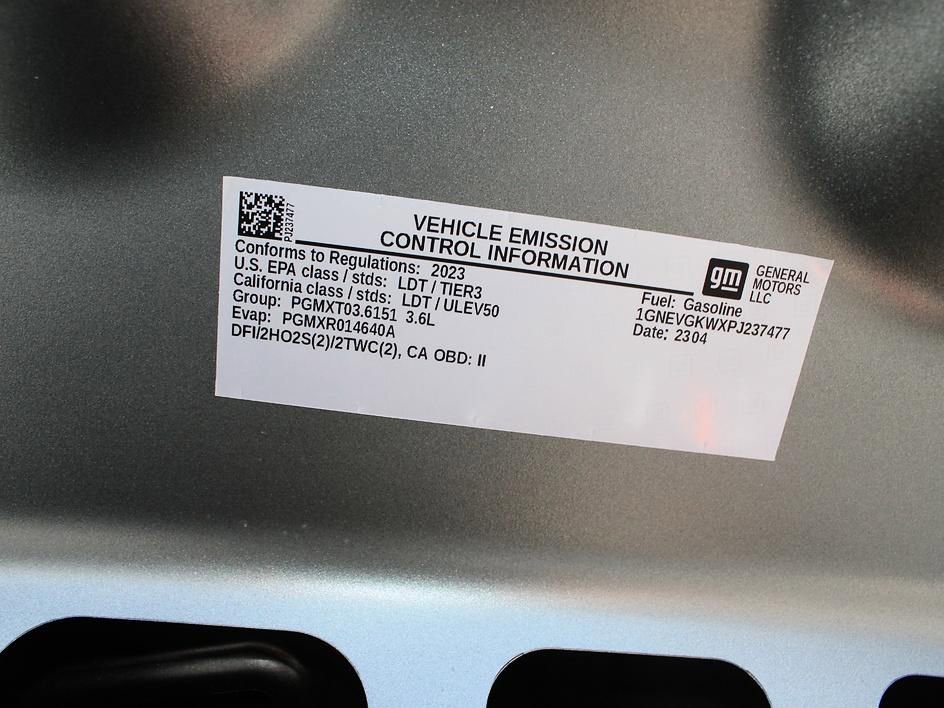 PJ237477
VEHICLE EMISSION
CONTROL INFORMATION
gm
GENERAL
MOTORS
LLC
Conforms to Regulations: 2023
U.S. EPA class / stds: LDT / TIER3
California class / stds: LDT / ULEV50
Group: PGMXT03.6151 3.6L
Evap: PGMXR014640A
DFI/2HO2S(2)/2TWC(2), CA OBD: II
Fuel: Gasoline
1GNEVGKWXPJ237477
Date: 2304